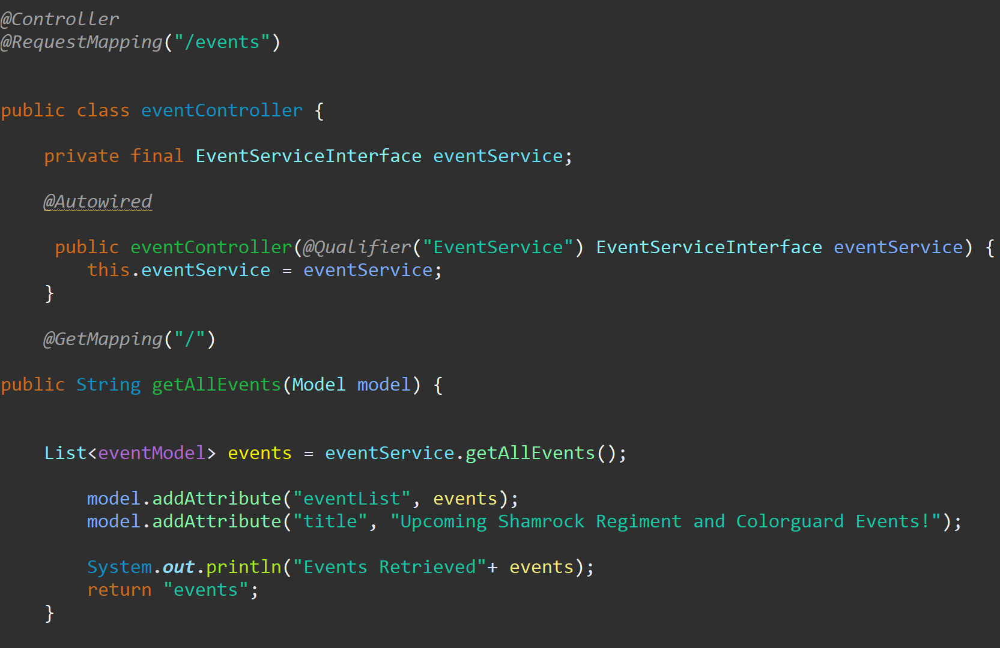 @Controller
@RequestMapping("/events")
public class eventController {
private final EventServiceInterface eventService;
@Autowired
public eventController(@Qualifier("EventService") EventServiceInterface eventService) {
this.eventService = eventService;
}
@GetMapping("/")
public String getAllEvents(Model model) {
List<eventModel> events = eventService.getAllEvents();
model.addAttribute("eventList", events);
model.addAttribute("title", "Upcoming Shamrock Regiment and Colorguard Events!");
System.out.println("Events Retrieved"+ events);
return "events";
}